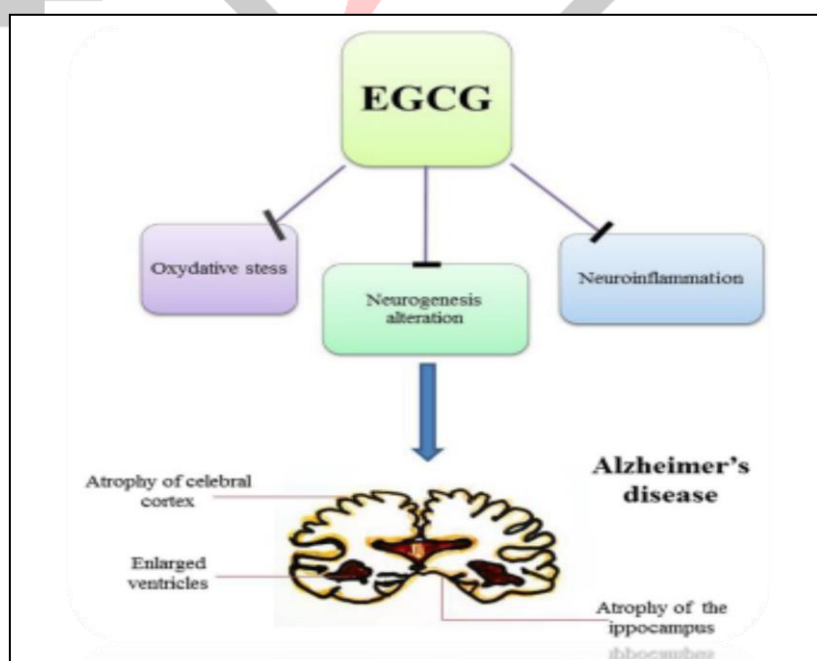 EGCG
Oxydative stess
Neurogenesis
alteration
Neuroinflammation
Alzheimer's
disease
Atrophy of celebral
cortex
Enlarged
ventricles
Atrophy of the
ippocampus